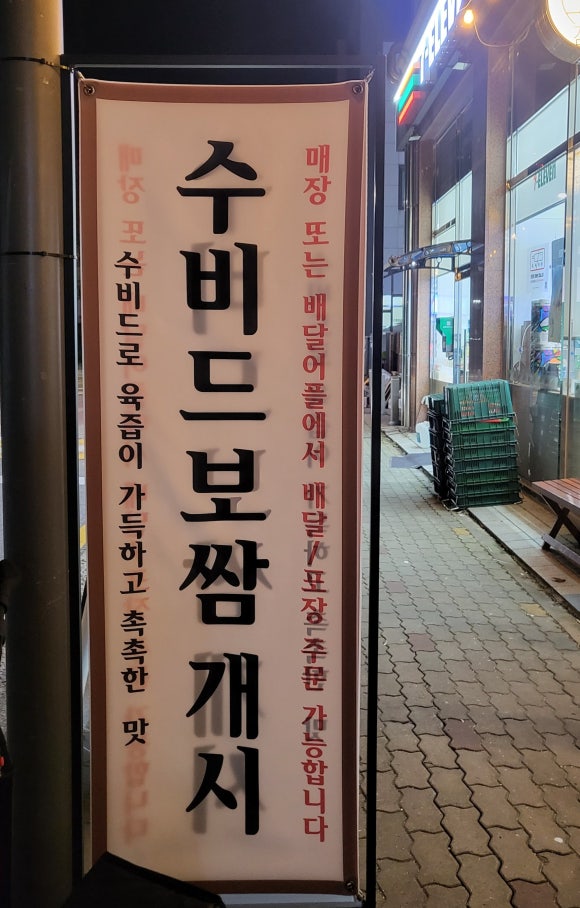 매장 또는 배달어플에서 배달/포장 주문 가능합니다
수비드보쌈 개시
수비드로 육즙이 가득하고 촉촉한 맛
7-ELEVEN